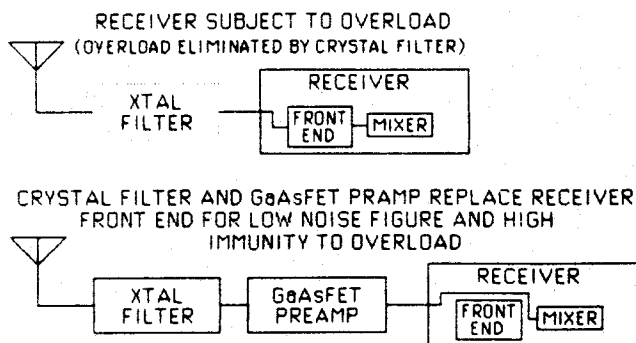 RECEIVER SUBJECT TO OVERLOAD
(OVERLOAD ELIMINATED BY CRYSTAL FILTER)
RECEIVER
XTAL
FILTER
FRONT
END
MIXER
CRYSTAL FILTER AND GaAsFET PRAMP REPLACE RECEIVER
FRONT END FOR LOW NOISE FIGURE AND HIGH
IMMUNITY TO OVERLOAD
RECEIVER
XTAL
FILTER
GaAsFET
PREAMP
FRONT
END
MIXER